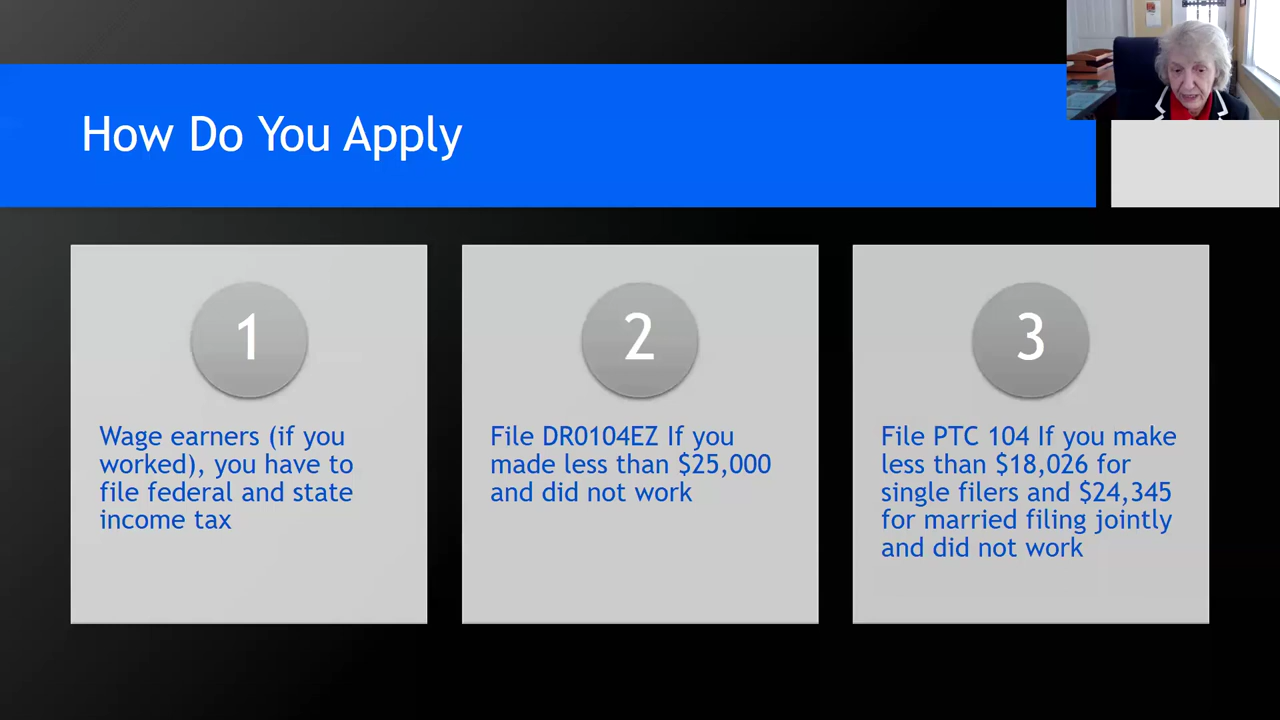 How Do You Apply
1
Wage earners (if you
worked), you have to
file federal and state
income tax
2
File DR0104EZ If you
made less than $25,000
and did not work
3
File PTC 104 If you make
less than $18,026 for
single filers and $24,345
for married filing jointly
and did not work